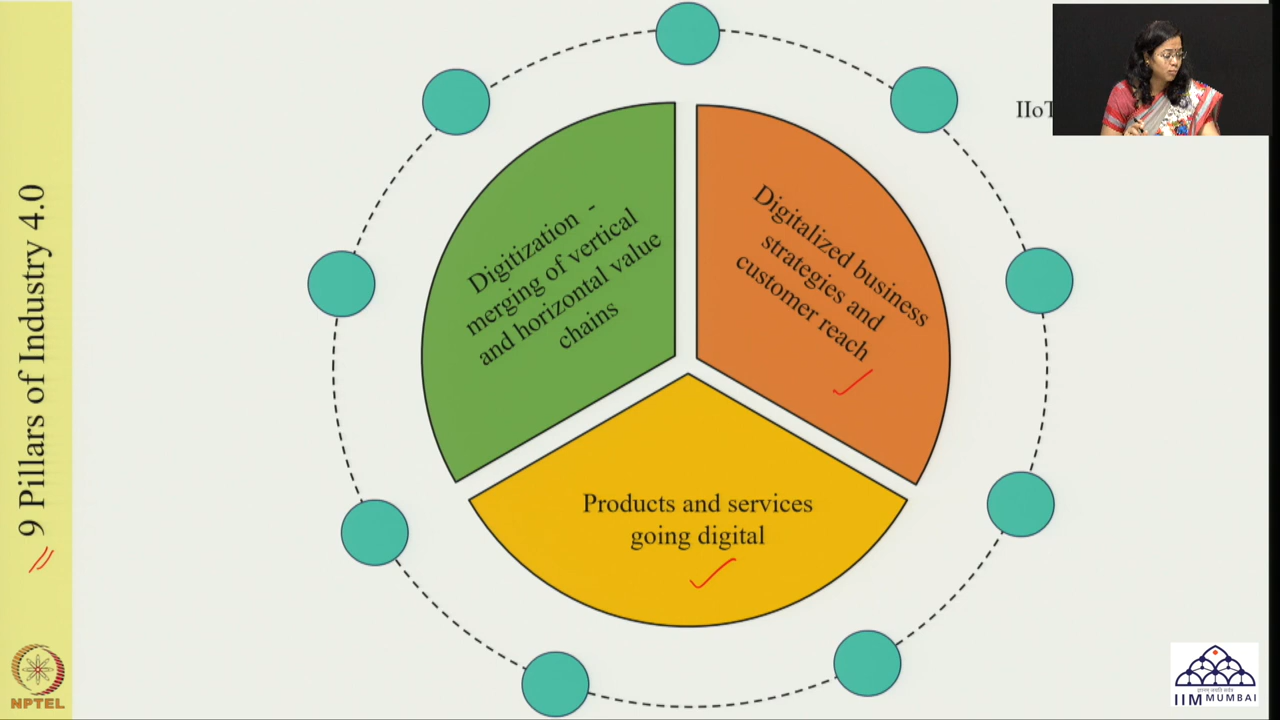 9 Pillars of Industry 4.0
IIoT
Digitization -
merging of vertical
and horizontal value
chains
Digitalized business
strategies and
customer reach
Products and services
going digital
NPTEL
IIM MUMBAI